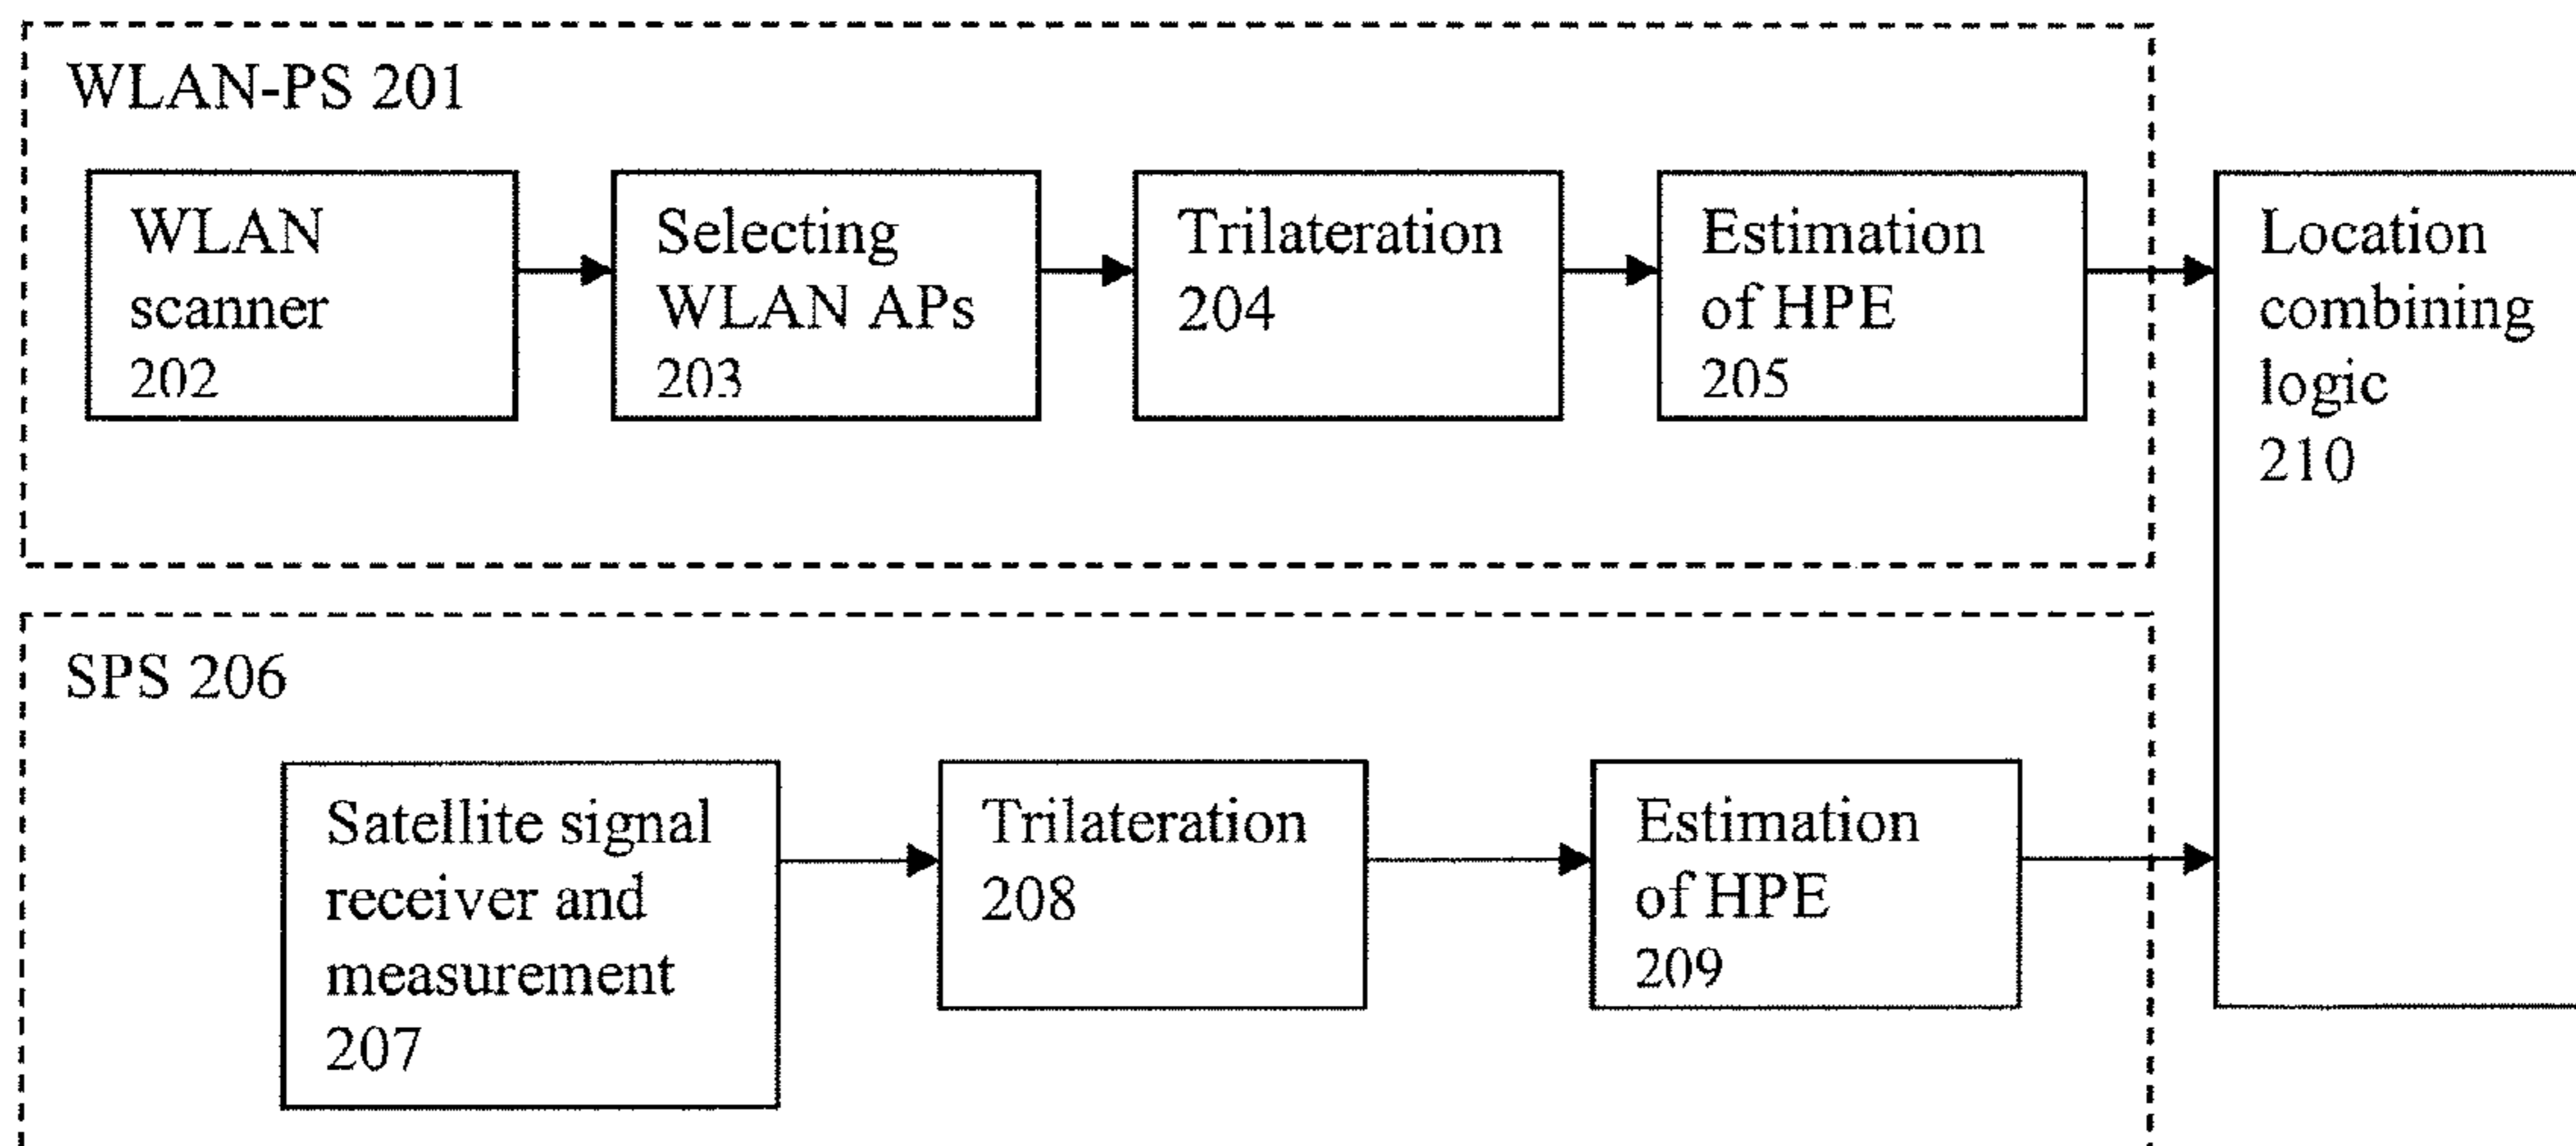 WLAN-PS 201
WLAN
scanner
202
Selecting
WLAN APs
203
Trilateration
204
Estimation
of HPE
205
Location
combining
logic
210
SPS 206
Satellite signal
receiver and
measurement
207
Trilateration
208
Estimation
of HPE
209